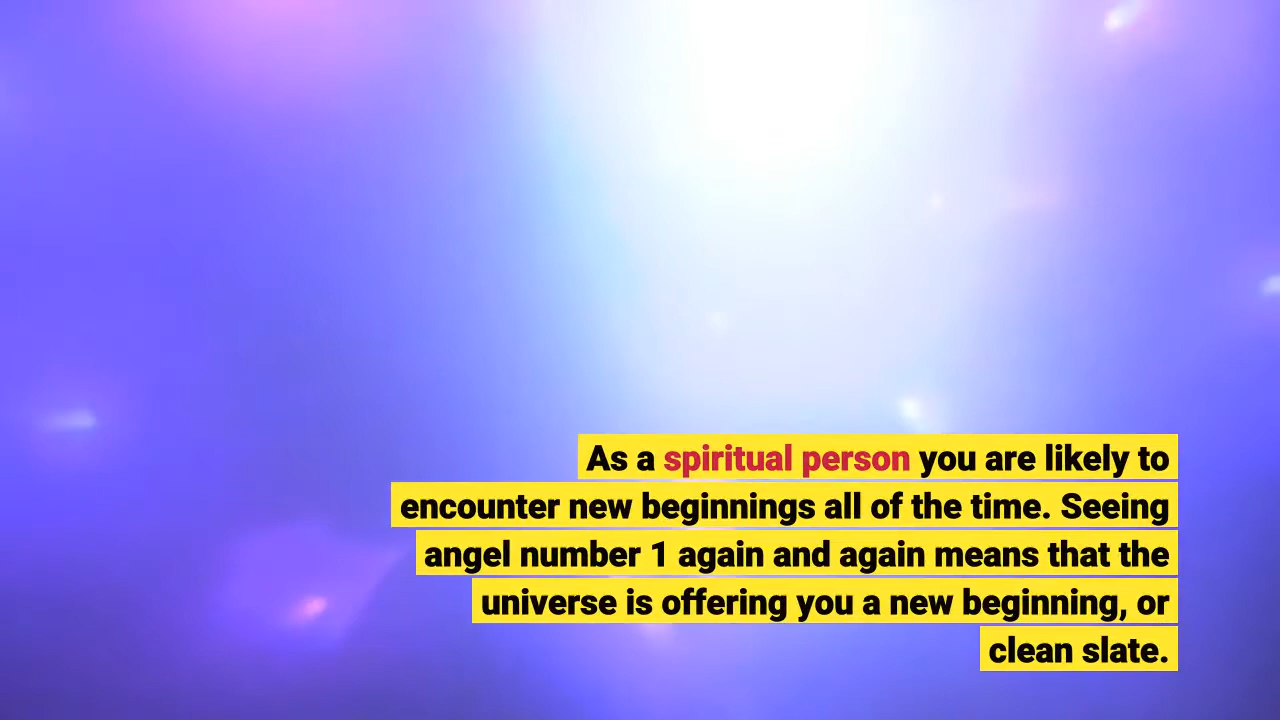 As a spiritual person you are likely to
encounter new beginnings all of the time. Seeing
angel number 1 again and again means that the
universe is offering you a new beginning, or
clean slate.